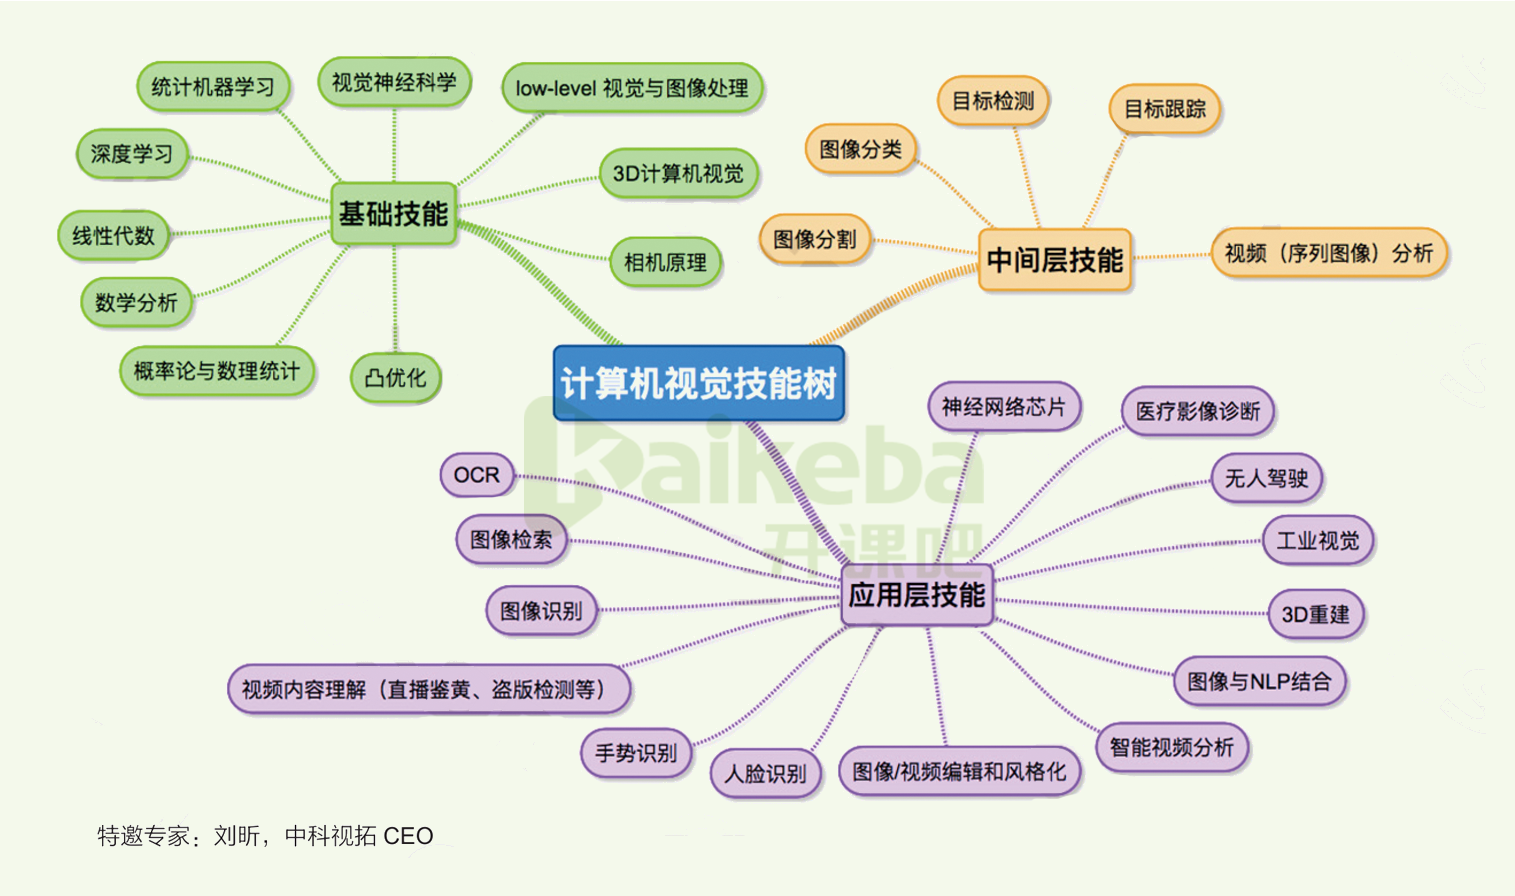 统计机器学习
视觉神经科学
low-level 视觉与图像处理
深度学习
3D计算机视觉
线性代数
基础技能
相机原理
数学分析
概率论与数理统计
凸优化
目标检测
目标跟踪
图像分类
图像分割
中间层技能
视频（序列图像）分析
计算机视觉技能树
Kaikeba
开课吧
神经网络芯片
医疗影像诊断
OCR
无人驾驶
图像检索
工业视觉
图像识别
应用层技能
3D重建
视频内容理解（直播鉴黄、盗版检测等）
图像与NLP结合
手势识别
人脸识别
图像/视频编辑和风格化
智能视频分析
特邀专家：刘昕，中科视拓 CEO